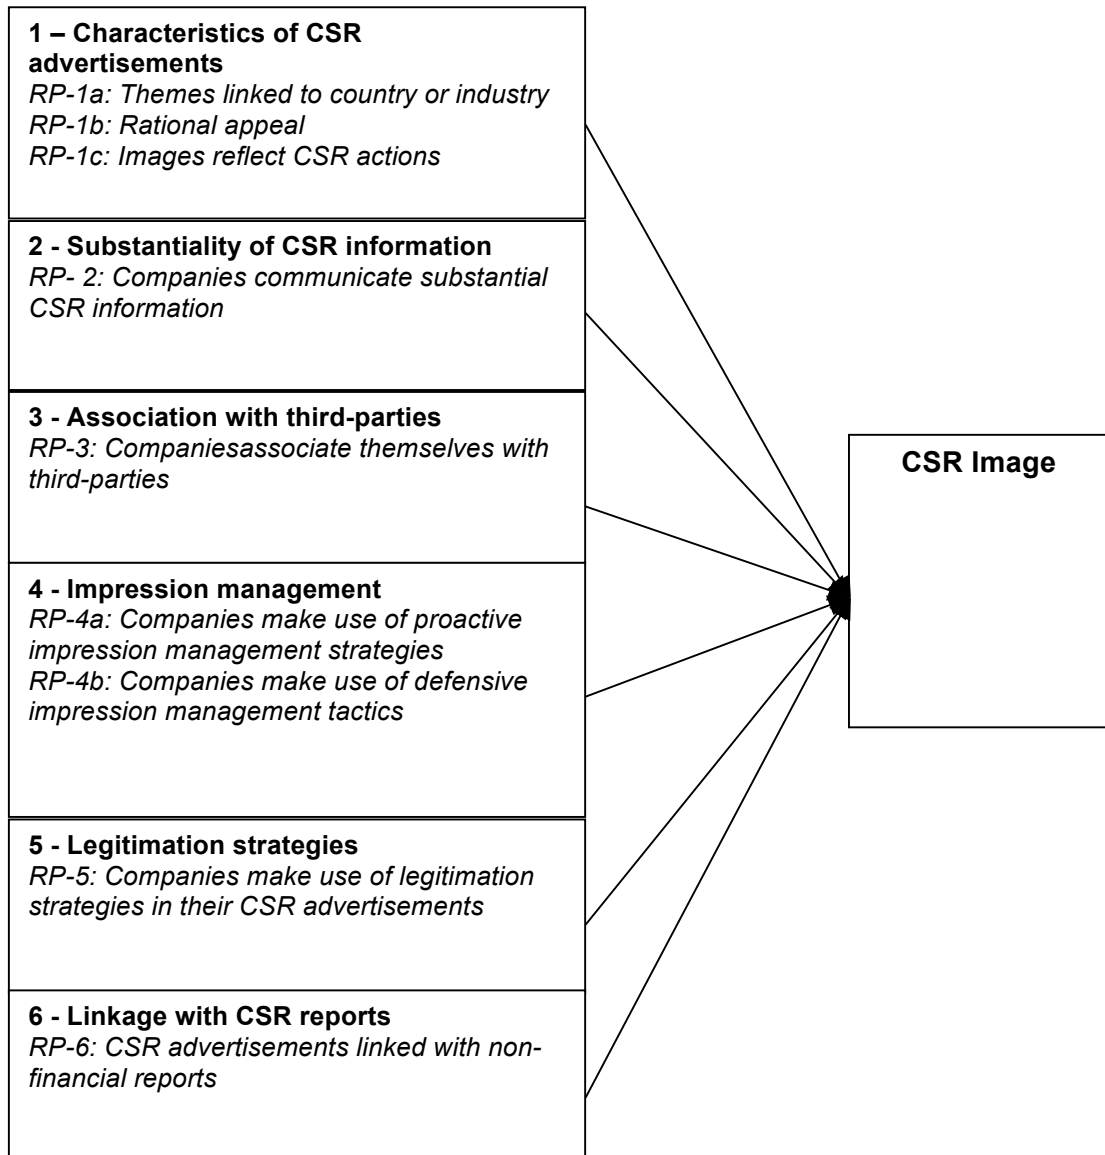 1 – Characteristics of CSR
advertisements
RP-1a: Themes linked to country or industry
RP-1b: Rational appeal
RP-1c: Images reflect CSR actions
2 - Substantiality of CSR information
RP- 2: Companies communicate substantial
CSR information
3 - Association with third-parties
RP-3: Companiesassociate themselves with
third-parties
4 - Impression management
RP-4a: Companies make use of proactive
impression management strategies
RP-4b: Companies make use of defensive
impression management tactics
5 - Legitimation strategies
RP-5: Companies make use of legitimation
strategies in their CSR advertisements
6 - Linkage with CSR reports
RP-6: CSR advertisements linked with non-
financial reports
CSR Image